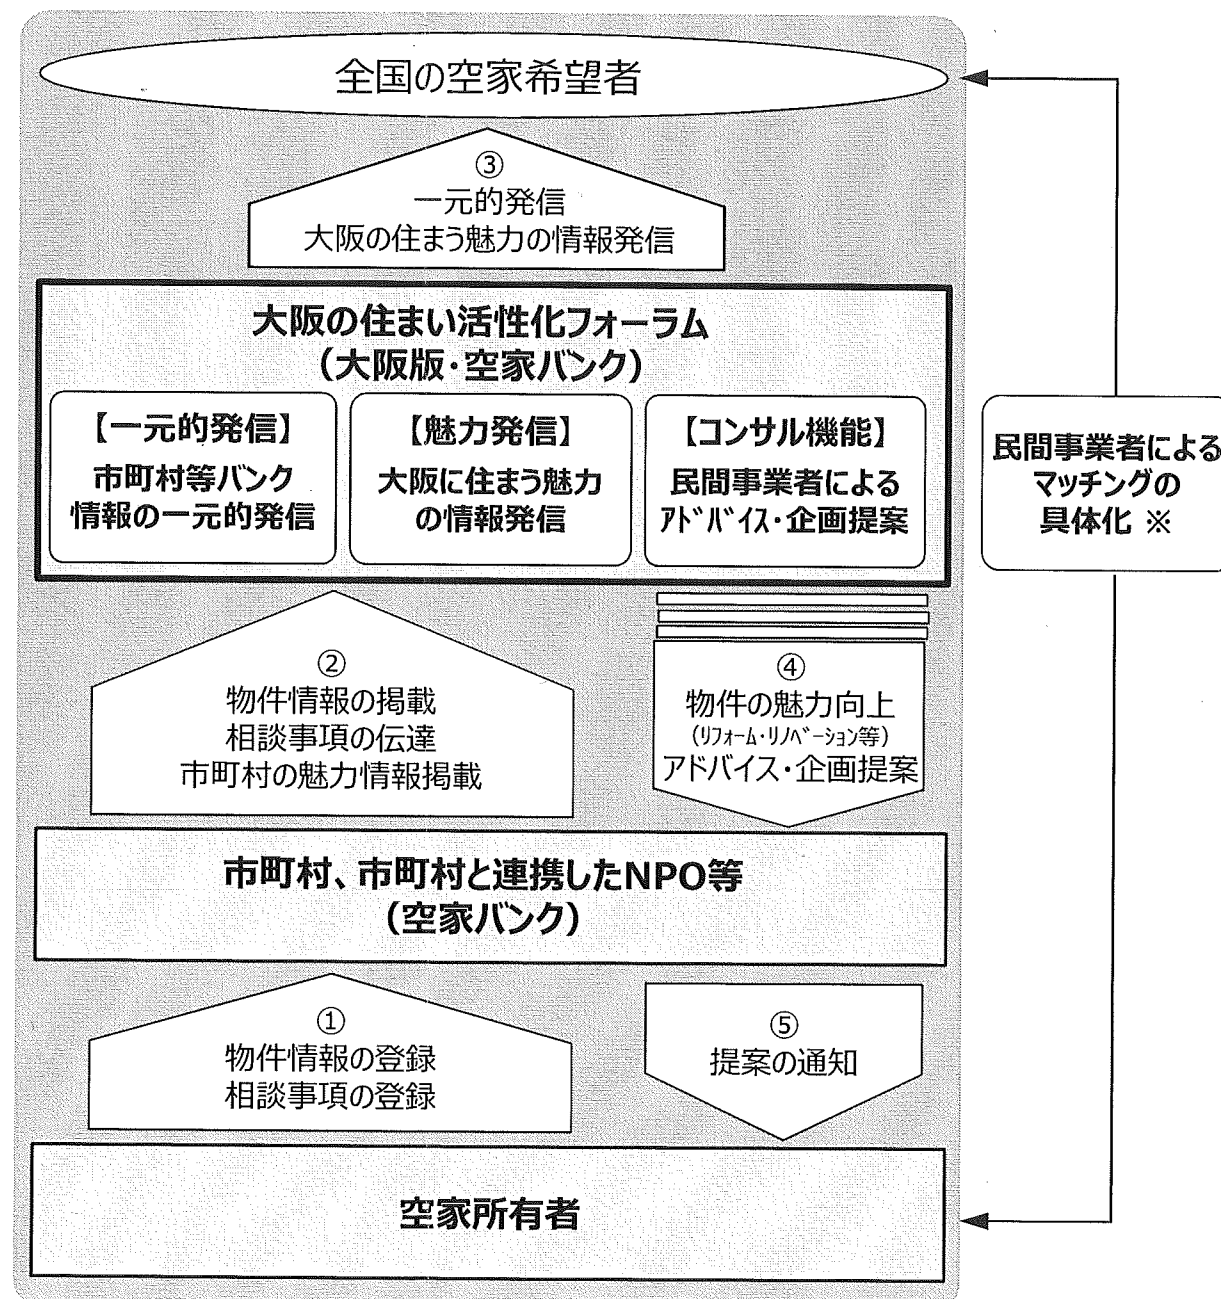 全国の空家希望者
③
一元的発信
大阪の住まう魅力の情報発信
大阪の住まい活性化フォーラム
(大阪版・空家バンク)
【一元的発信】
市町村等バンク
情報の一元的発信
【魅力発信】
大阪に住まう魅力
の情報発信
【コンサル機能】
民間事業者による
ｱﾄﾞﾊﾞｲｽ・企画提案
民間事業者による
マッチングの
具体化 ※
②
物件情報の掲載
相談事項の伝達
市町村の魅力情報掲載
④
物件の魅力向上
(ﾘﾌｫｰﾑ・ﾘﾉﾍﾞｰｼｮﾝ等)
アドバイス・企画提案
市町村、市町村と連携したNPO等
(空家バンク)
①
物件情報の登録
相談事項の登録
⑤
提案の通知
空家所有者